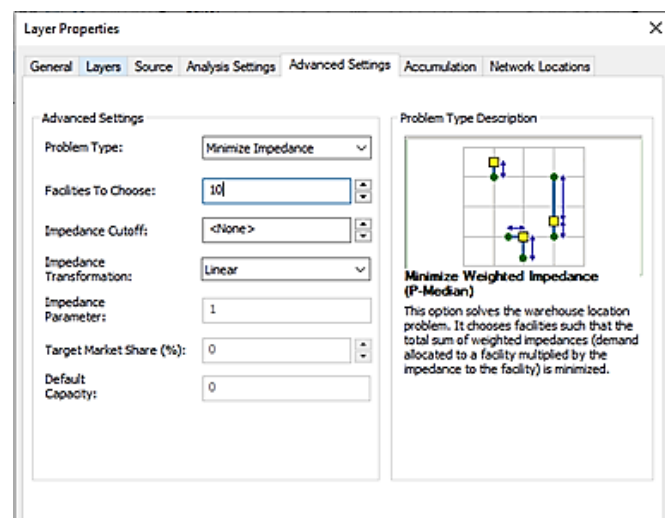 Layer Properties
General Layers Source Analysis Settings Advanced Settings Accumulation Network Locations
Advanced Settings
Problem Type: Minimize Impedance
Facilities To Choose: 10
Impedance Cutoff: <None>
Impedance
Transformation: Linear
Impedance
Parameter: 1
Target Market Share (%): 0
Default
Capacity: 0
Problem Type Description
Minimize Weighted Impedance
(P-Median)
This option solves the warehouse location
problem. It chooses facilities such that the
total sum of weighted impedances (demand
allocated to a facility multiplied by the
impedance to the facility) is minimized.